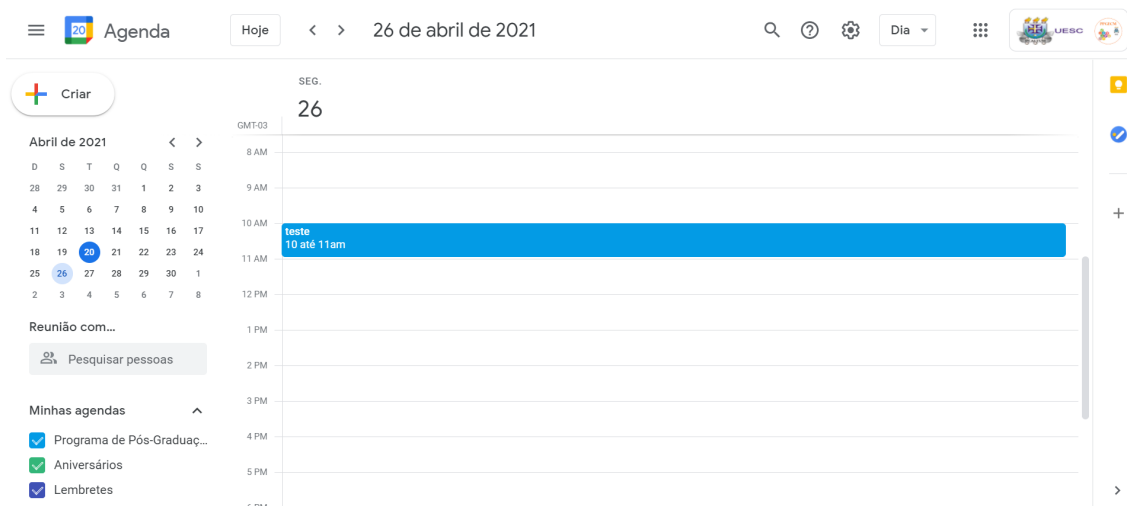 20 Agenda Hoje 26 de abril de 2021 Dia UESC
Criar
SEG.
26
GMT-03
Abril de 2021
D S T Q Q S S
28 29 30 31 1 2 3
4 5 6 7 8 9 10
11 12 13 14 15 16 17
18 19 20 21 22 23 24
25 26 27 28 29 30 1
2 3 4 5 6 7 8
Reunião com...
Pesquisar pessoas
Minhas agendas
Programa de Pós-Graduaç...
Aniversários
Lembretes
8 AM
9 AM
10 AM
teste
10 até 11am
11 AM
12 PM
1 PM
2 PM
3 PM
4 PM
5 PM
6 PM